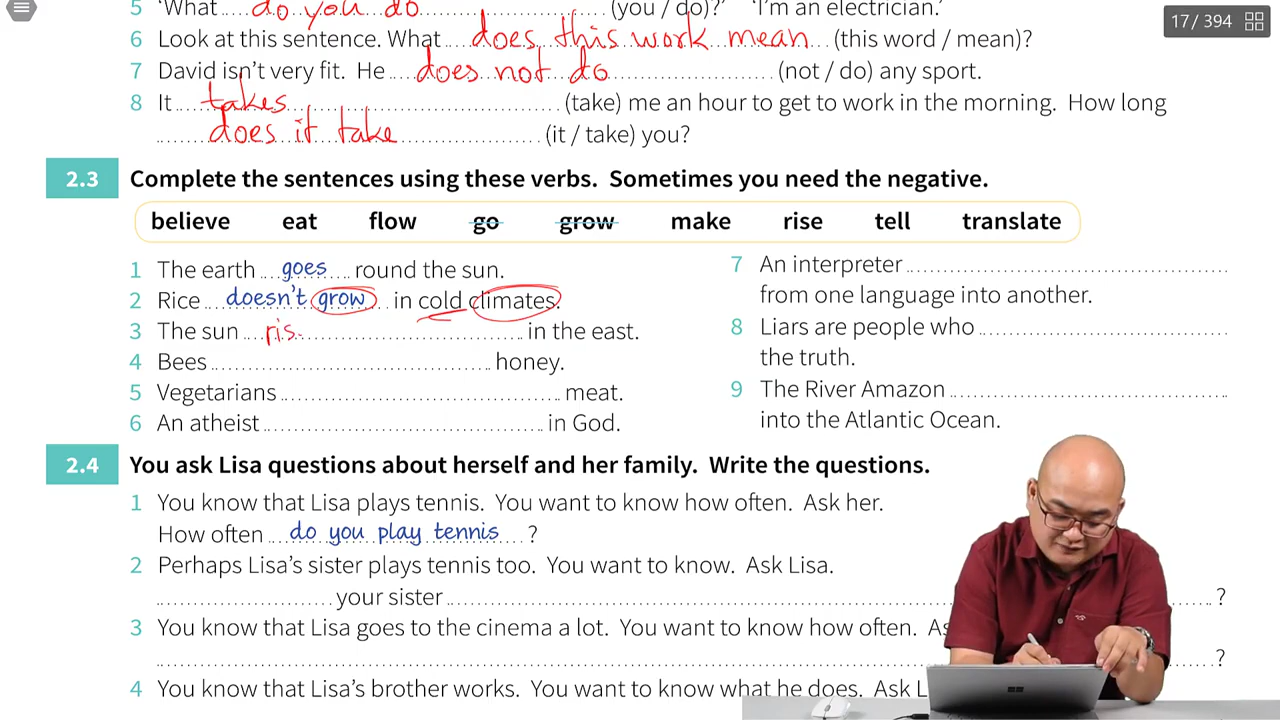 17 / 394
5 'What do you do (you / do)?' 'I'm an electrician.'
6 Look at this sentence. What does this work mean (this word / mean)?
7 David isn't very fit. He does not do (not / do) any sport.
8 It takes (take) me an hour to get to work in the morning. How long
does it take (it / take) you?
2.3 Complete the sentences using these verbs. Sometimes you need the negative.
believe eat flow go grow make rise tell translate
1 The earth goes round the sun.
2 Rice doesn't grow in cold climates.
3 The sun ris in the east.
4 Bees honey.
5 Vegetarians meat.
6 An atheist in God.
7 An interpreter
from one language into another.
8 Liars are people who
the truth.
9 The River Amazon
into the Atlantic Ocean.
2.4 You ask Lisa questions about herself and her family. Write the questions.
1 You know that Lisa plays tennis. You want to know how often. Ask her.
How often do you play tennis ?
2 Perhaps Lisa's sister plays tennis too. You want to know. Ask Lisa.
your sister ?
3 You know that Lisa goes to the cinema a lot. You want to know how often.
?
4 You know that Lisa's brother works. You want to know what he does. Ask